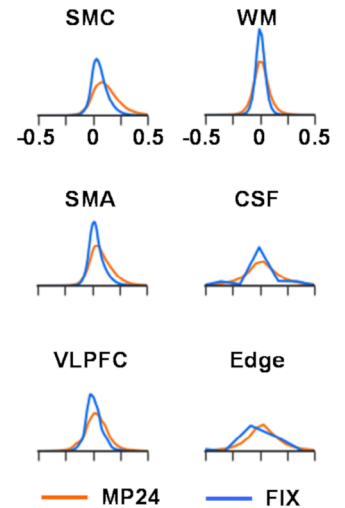 SMC WM
-0.5 0 0.5 -0.5 0 0.5
SMA CSF
VLPFC Edge
MP24 FIX